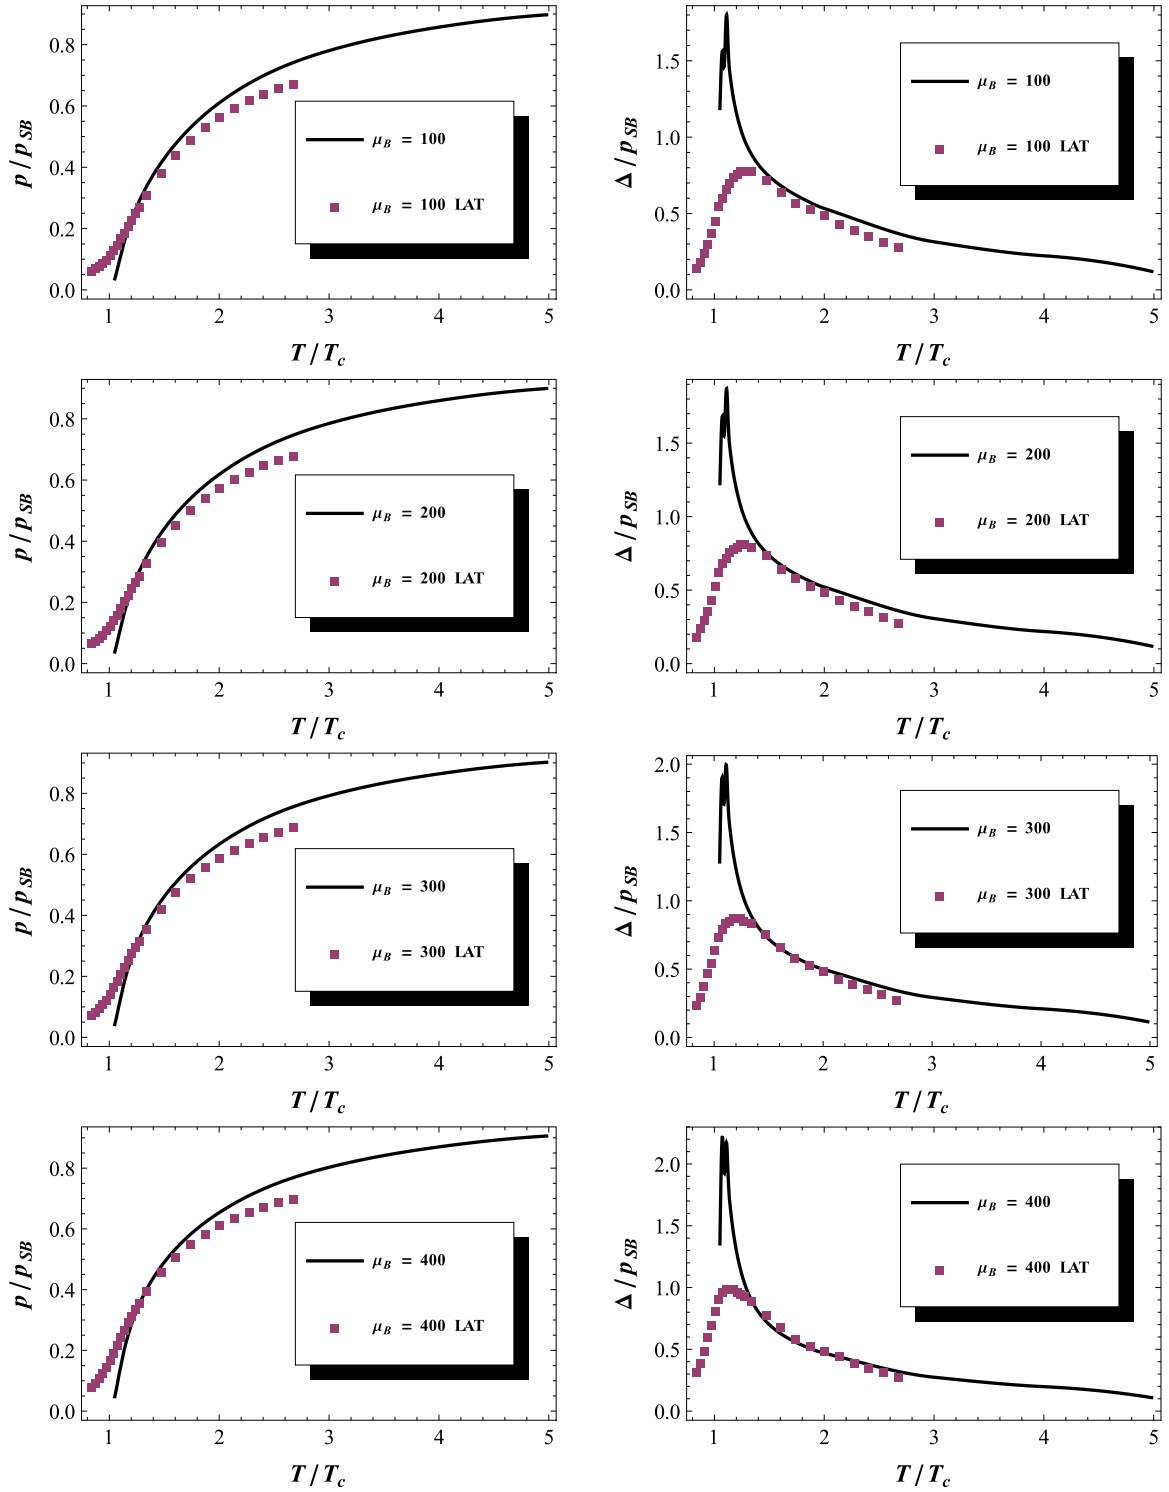 p/p_SB
0.8
0.6
0.4
0.2
0.0
μ_B = 100
μ_B = 100 LAT
1 2 3 4 5
T/T_c
Δ/p_SB
1.5
1.0
0.5
0.0
μ_B = 100
μ_B = 100 LAT
1 2 3 4 5
T/T_c
p/p_SB
0.8
0.6
0.4
0.2
0.0
μ_B = 200
μ_B = 200 LAT
1 2 3 4 5
T/T_c
Δ/p_SB
1.5
1.0
0.5
0.0
μ_B = 200
μ_B = 200 LAT
1 2 3 4 5
T/T_c
p/p_SB
0.8
0.6
0.4
0.2
0.0
μ_B = 300
μ_B = 300 LAT
1 2 3 4 5
T/T_c
Δ/p_SB
2.0
1.5
1.0
0.5
0.0
μ_B = 300
μ_B = 300 LAT
1 2 3 4 5
T/T_c
p/p_SB
0.8
0.6
0.4
0.2
0.0
μ_B = 400
μ_B = 400 LAT
1 2 3 4 5
T/T_c
Δ/p_SB
2.0
1.5
1.0
0.5
0.0
μ_B = 400
μ_B = 400 LAT
1 2 3 4 5
T/T_c